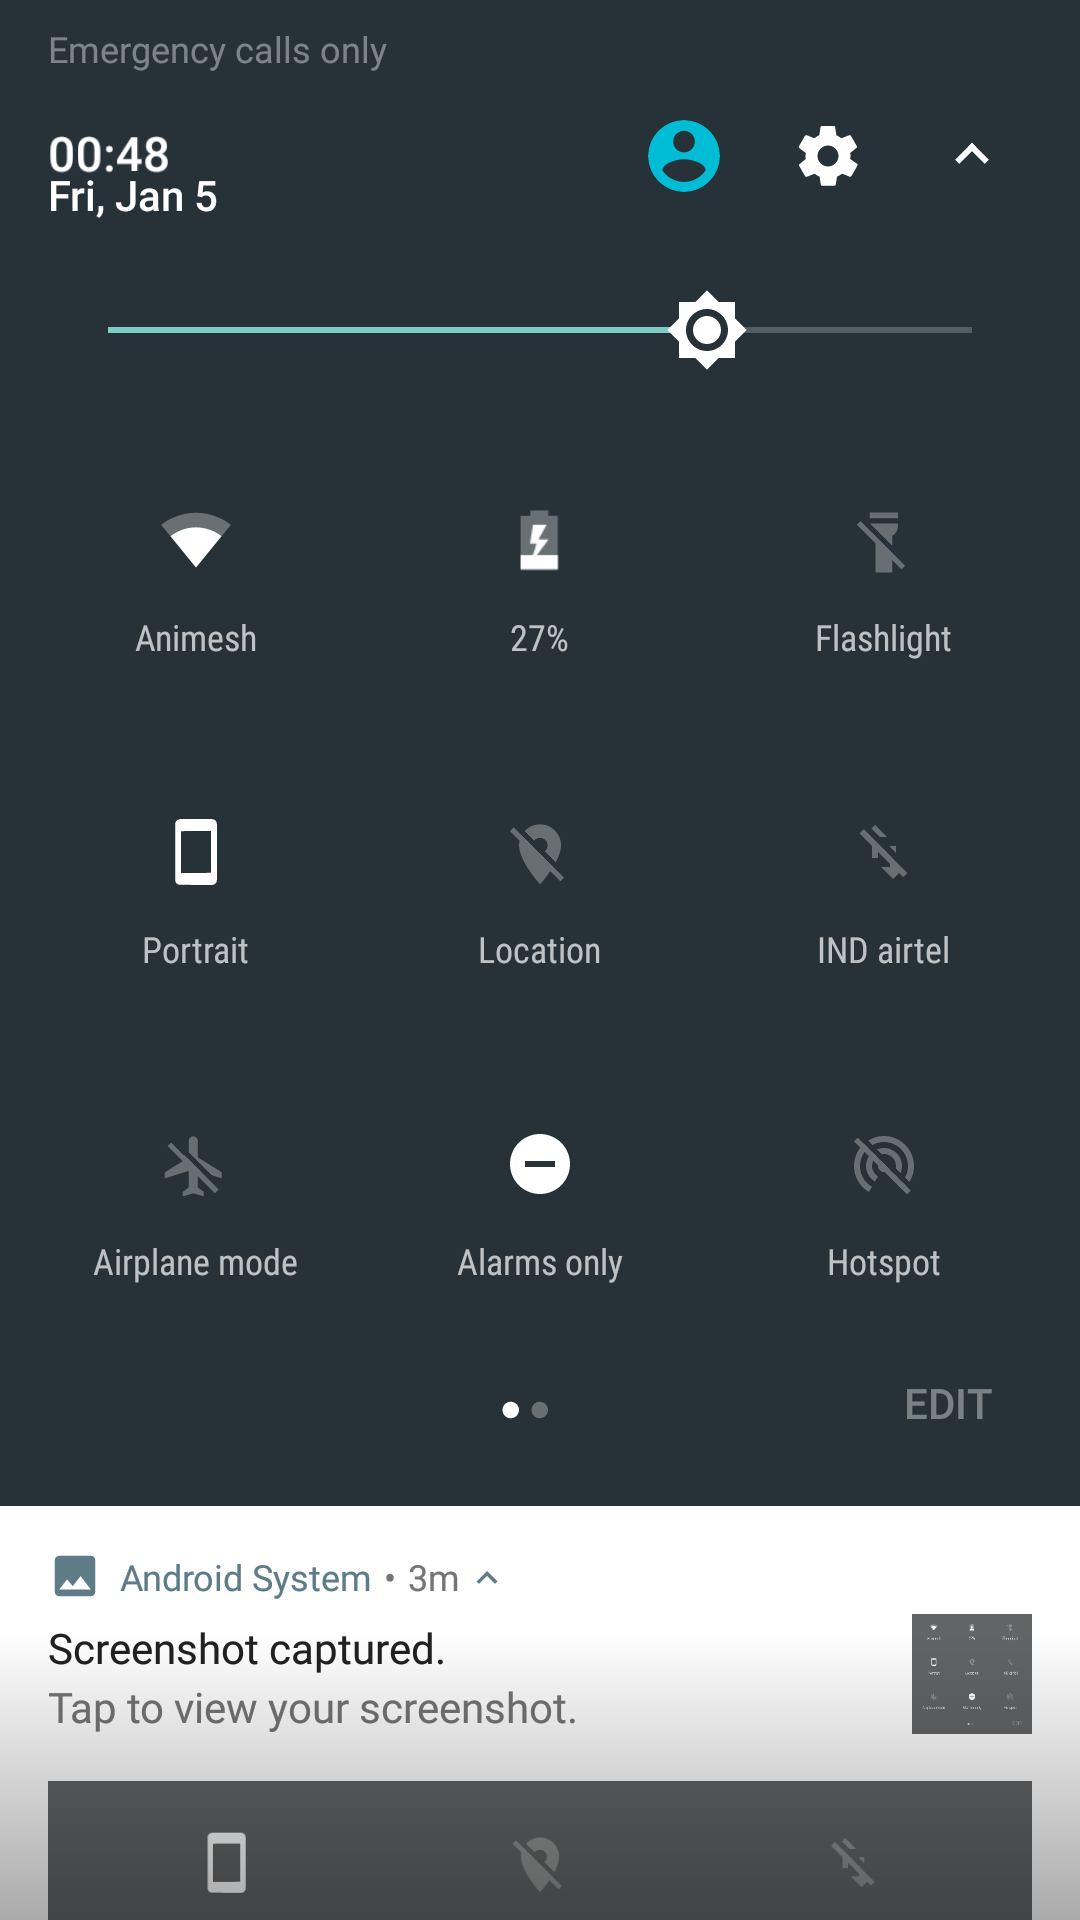 Emergency calls only
00:48
Fri, Jan 5
Animesh
27%
Flashlight
Portrait
Location
IND airtel
Airplane mode
Alarms only
Hotspot
EDIT
Android System • 3m
Screenshot captured.
Tap to view your screenshot.